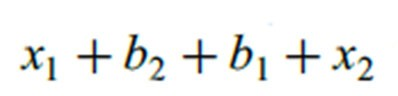 x₁ + b₂ + b₁ + x₂